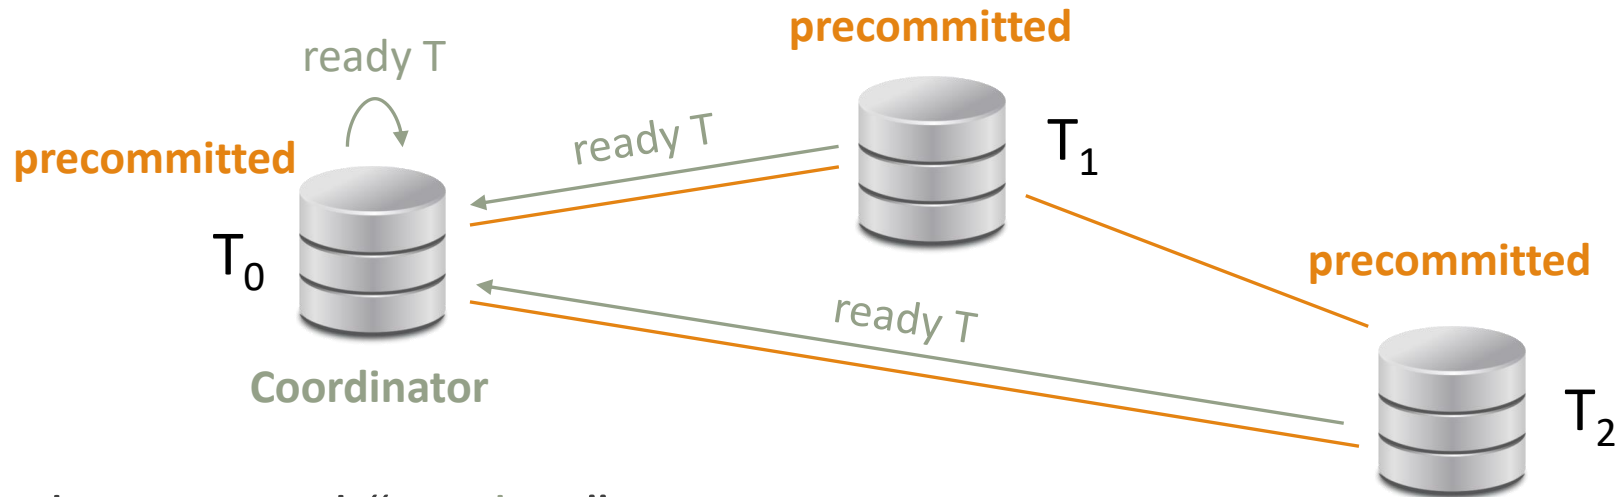 precommitted
ready T
precommitted
ready T
T1
T0
precommitted
ready T
Coordinator
T2